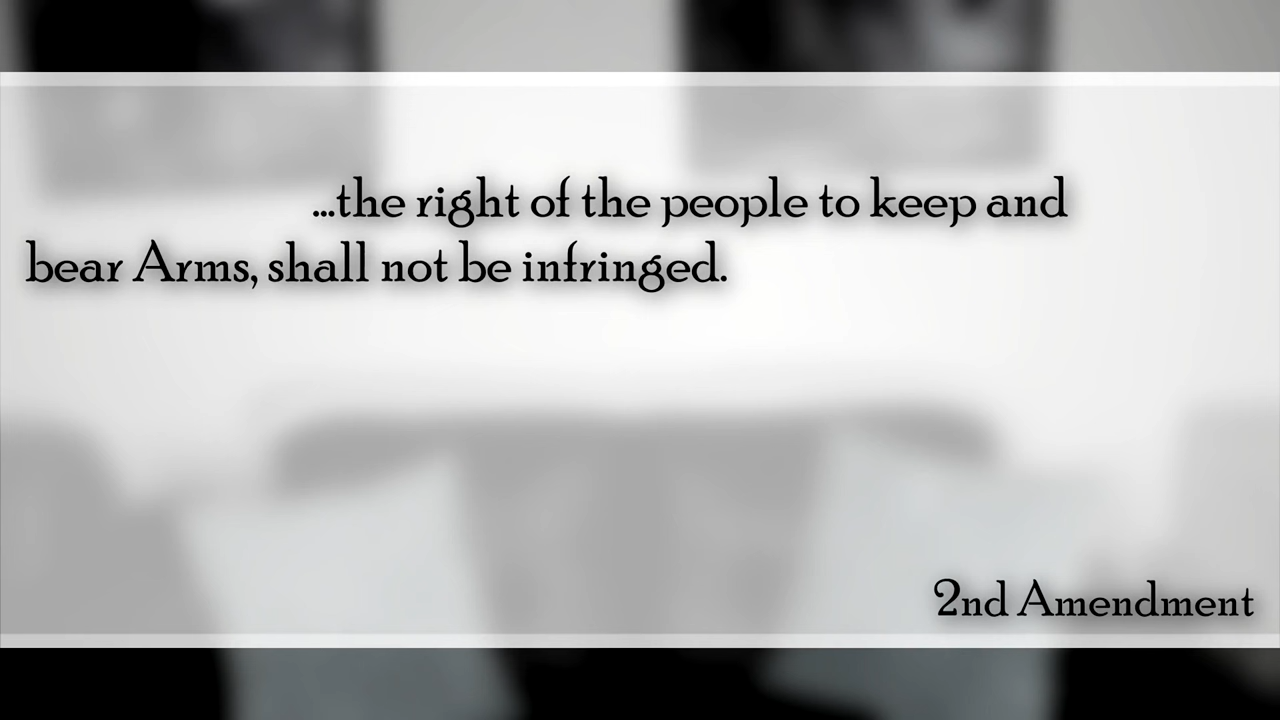 ...the right of the people to keep and
bear Arms, shall not be infringed.
2nd Amendment